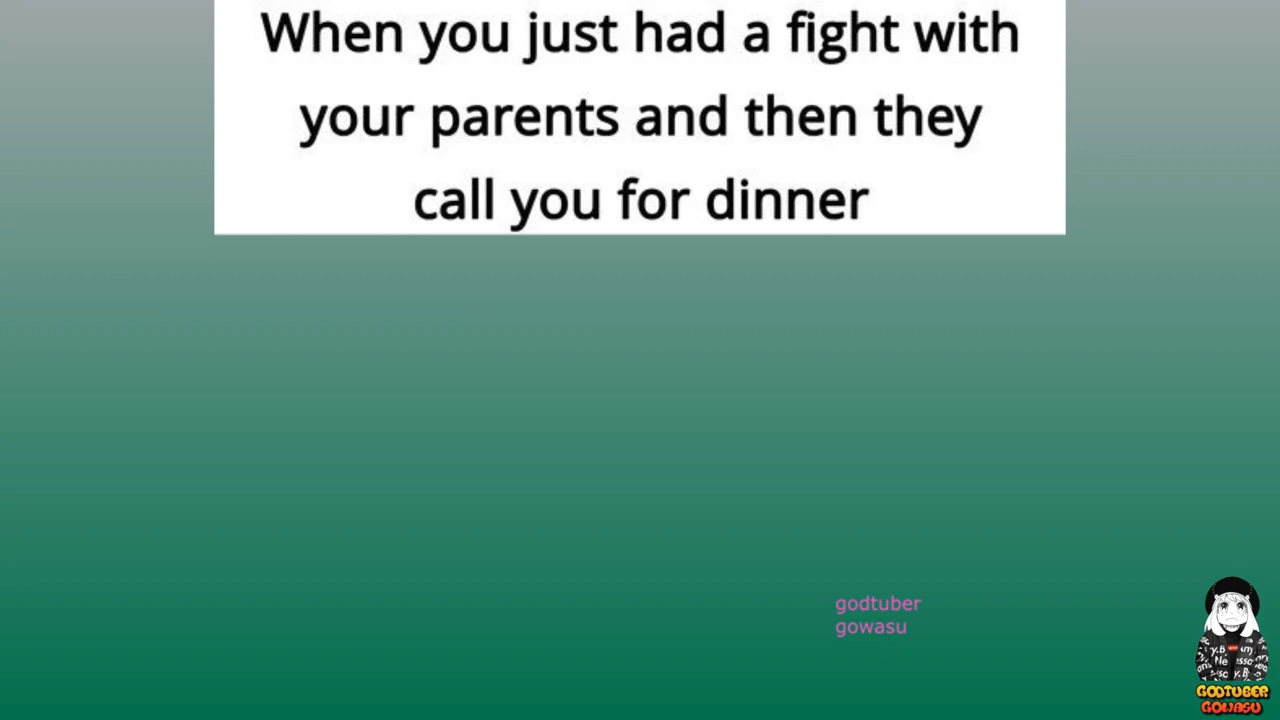 When you just had a fight with
your parents and then they
call you for dinner
godtuber
gowasu
GODTUBER
GOWASU